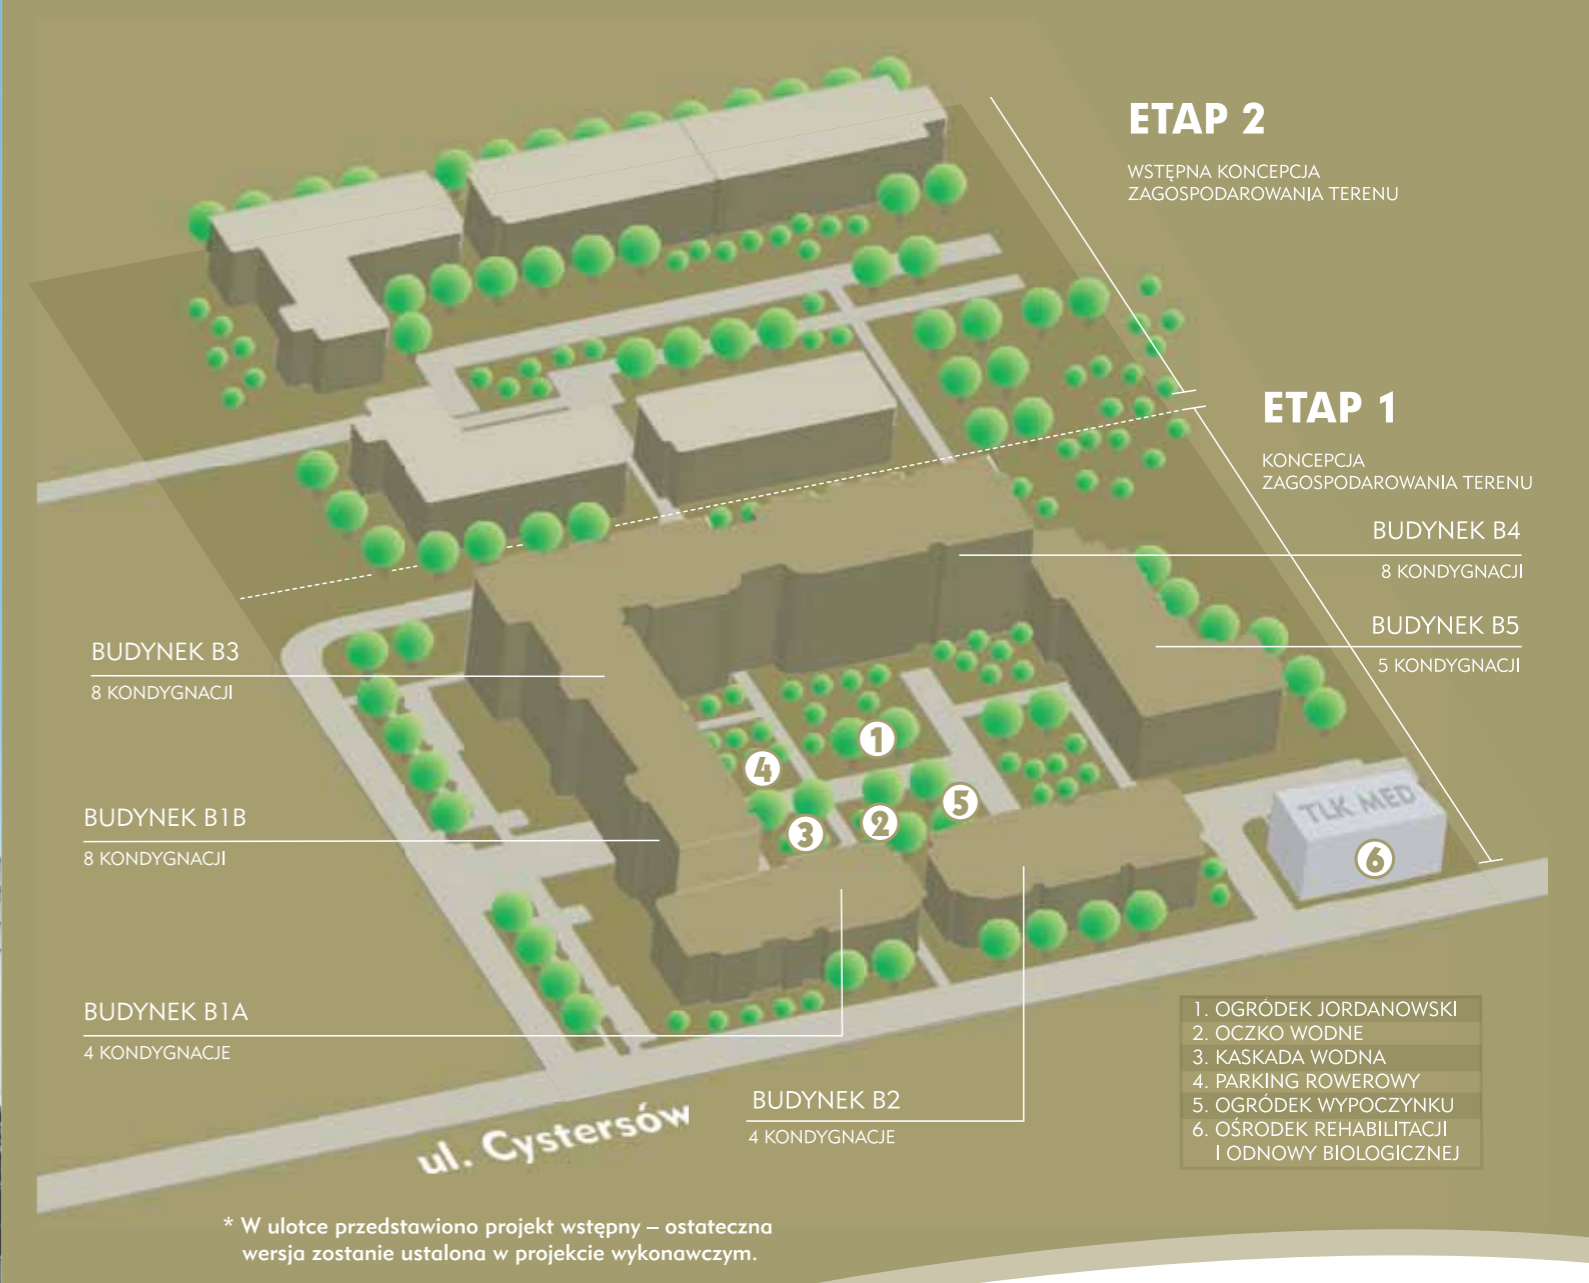 ETAP 2
WSTĘPNA KONCEPCJA
ZAGOSPODAROWANIA TERENU
ETAP 1
KONCEPCJA
ZAGOSPODAROWANIA TERENU
BUDYNEK B4
8 KONDYGNACJI
BUDYNEK B5
5 KONDYGNACJI
BUDYNEK B3
8 KONDYGNACJI
BUDYNEK B1B
8 KONDYGNACJI
BUDYNEK B1A
4 KONDYGNACJE
BUDYNEK B2
4 KONDYGNACJE
1
4
5
2
3
TLK MED
6
ul. Cystersów
1. OGRÓDEK JORDANOWSKI
2. OCZKO WODNE
3. KASKADA WODNA
4. PARKING ROWEROWY
5. OGRÓDEK WYPOCZYNKU
6. OŚRODEK REHABILITACJI
I ODNOWY BIOLOGICZNEJ
* W ulotce przedstawiono projekt wstępny – ostateczna
wersja zostanie ustalona w projekcie wykonawczym.